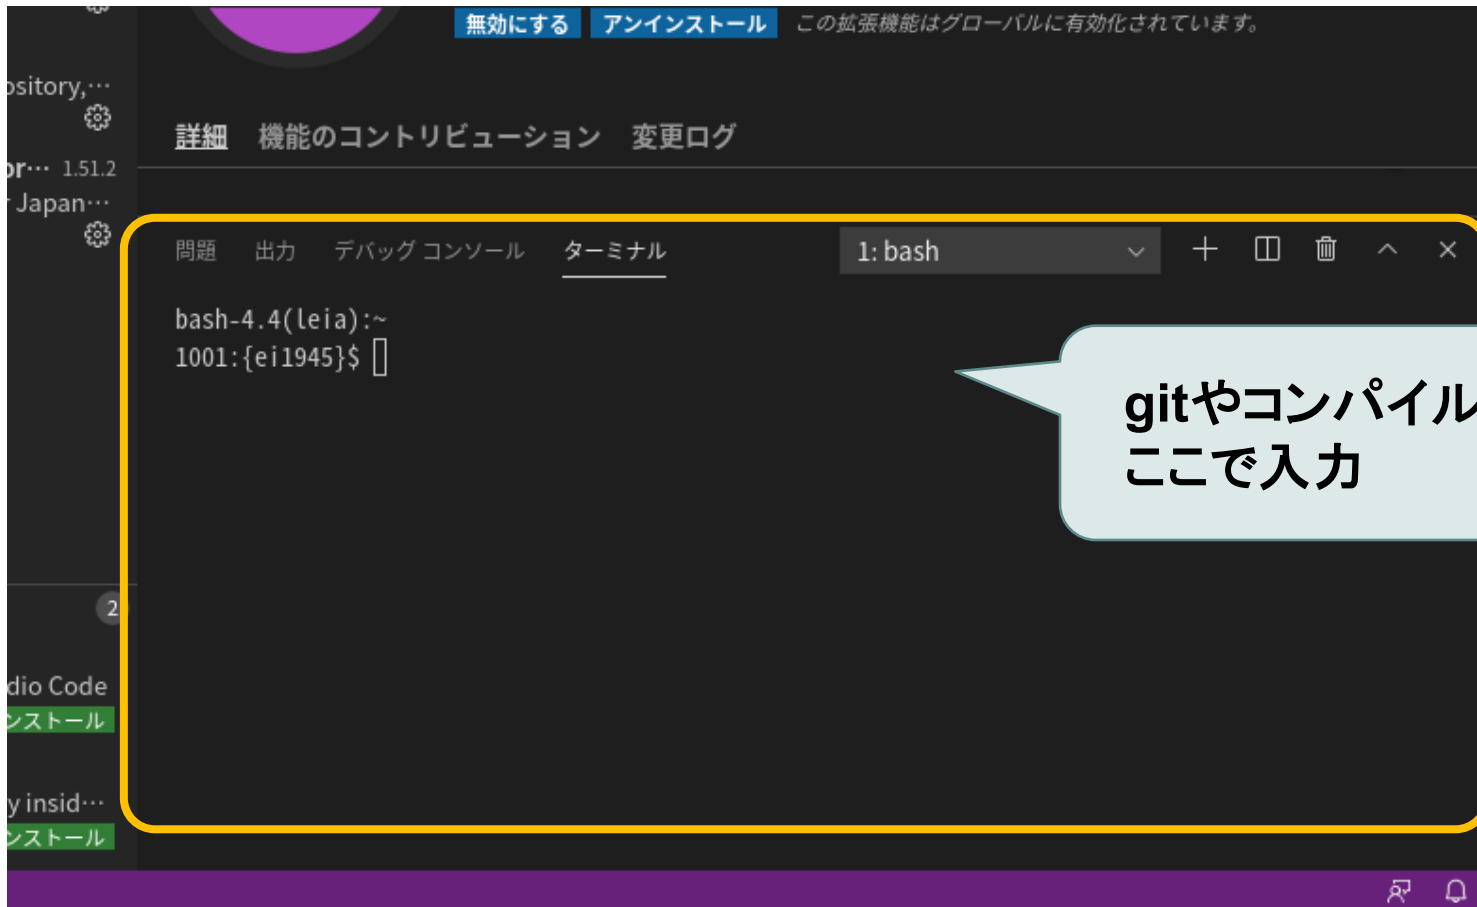 無効にする アンインストール この拡張機能はグローバルに有効化されています。
ository,…
詳細 機能のコントリビューション 変更ログ
or… 1.51.2
r Japan…
問題 出力 デバッグ コンソール ターミナル 1: bash
bash-4.4(leia):~
1001:{ei1945}$
gitやコンパイル
ここで入力
2
dio Code
ンストール
y insid…
ンストール